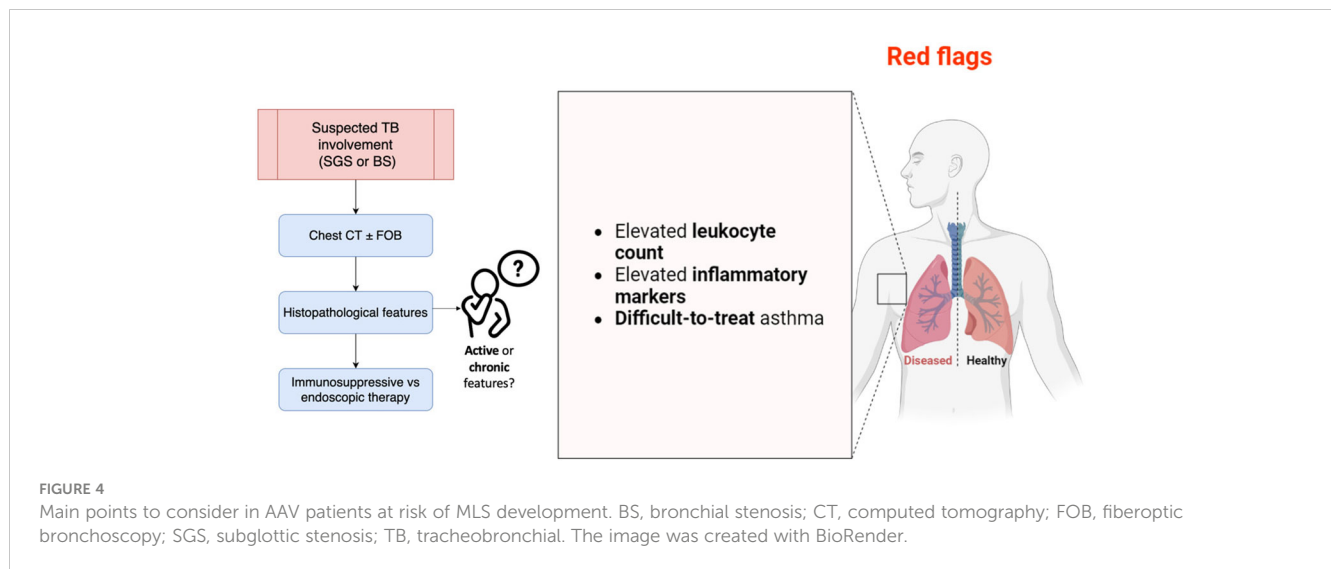 Red flags
Suspected TB
involvement
(SGS or BS)
Chest CT ± FOB
Histopathological features
Immunosuppressive vs
endoscopic therapy
?
Active or
chronic
features?
• Elevated leukocyte
count
• Elevated inflammatory
markers
• Difficult-to-treat asthma
Diseased
Healthy
FIGURE 4
Main points to consider in AAV patients at risk of MLS development. BS, bronchial stenosis; CT, computed tomography; FOB, fiberoptic
bronchoscopy; SGS, subglottic stenosis; TB, tracheobronchial. The image was created with BioRender.